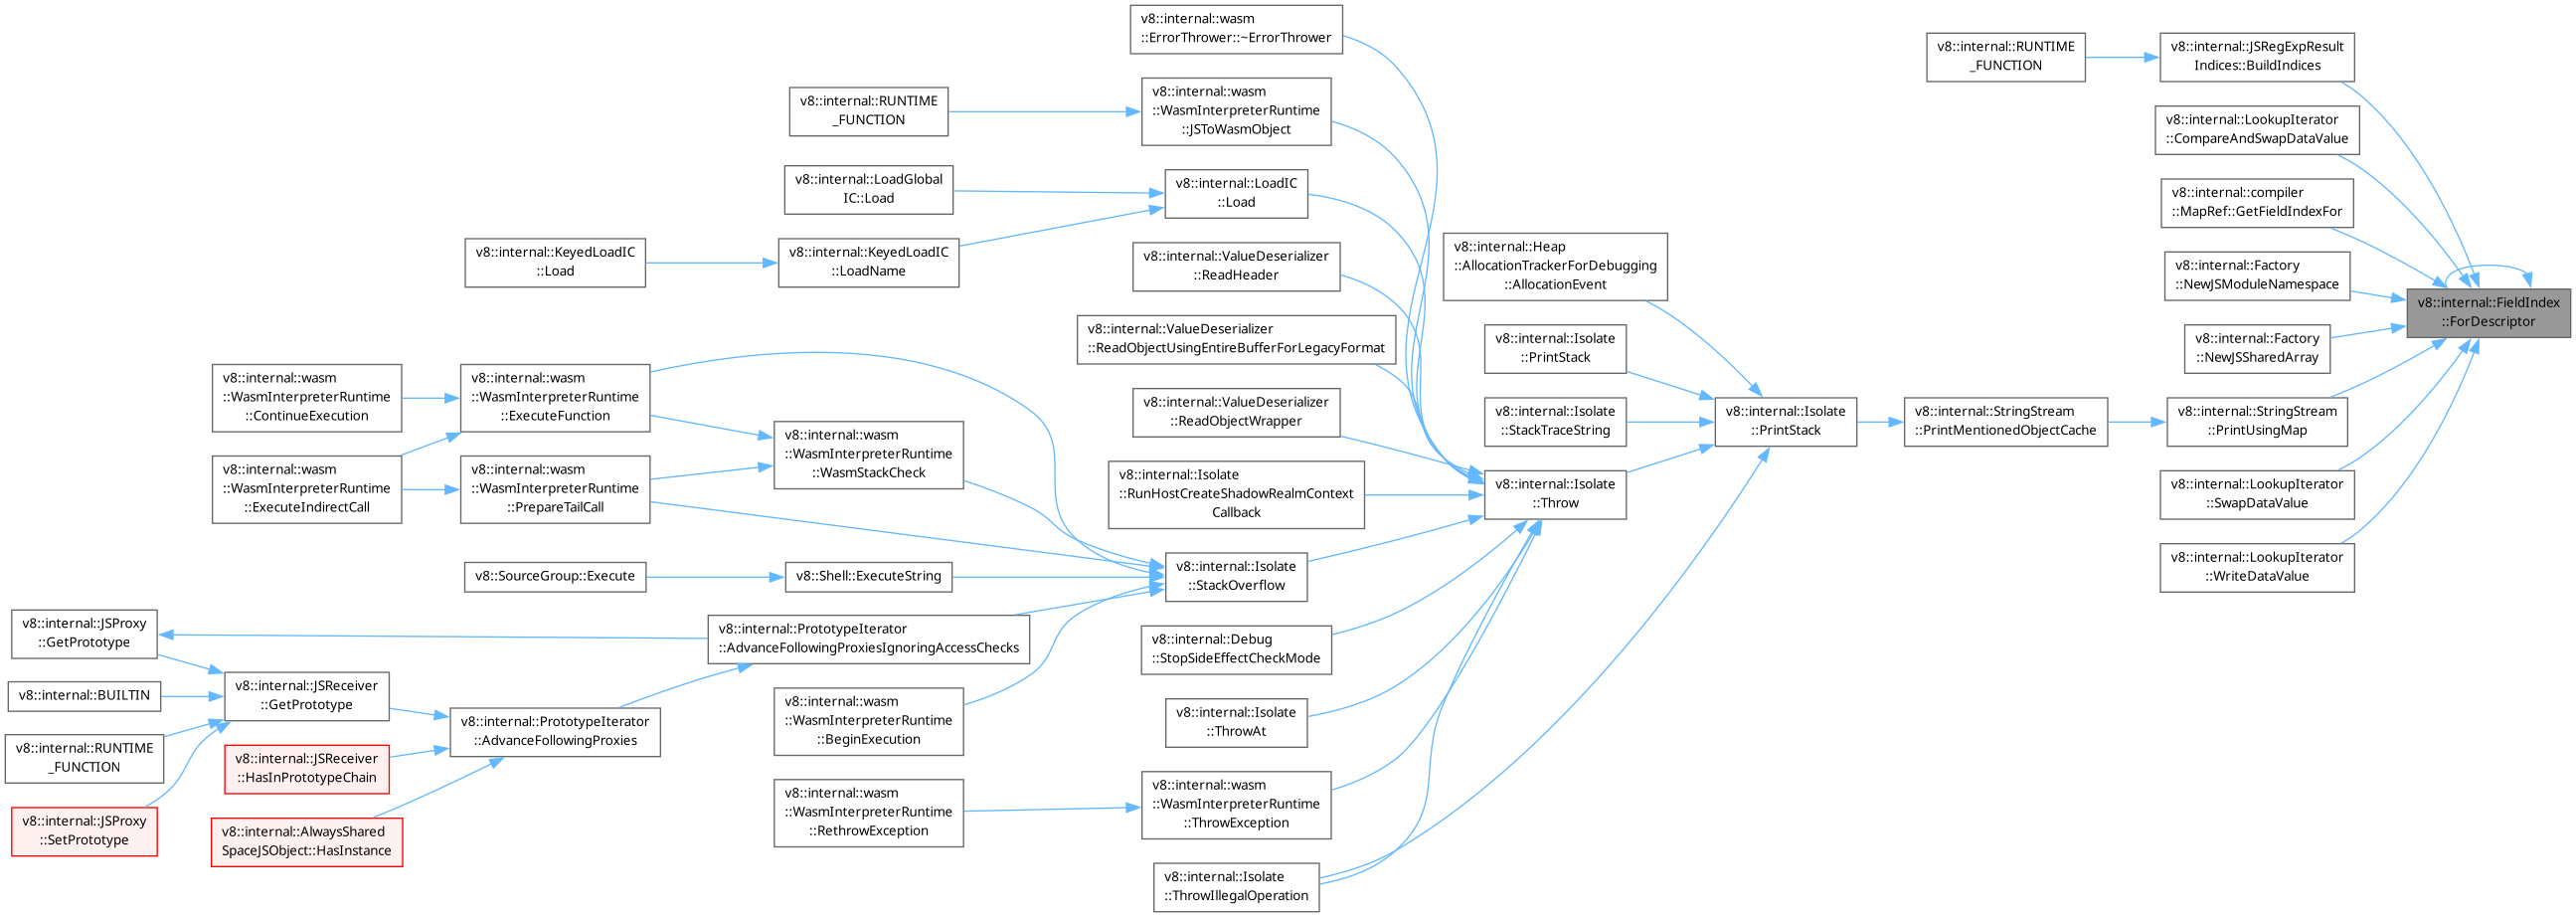 v8::internal::wasm
::ErrorThrower::~ErrorThrower
v8::internal::RUNTIME
_FUNCTION
v8::internal::JSRegExpResult
Indices::BuildIndices
v8::internal::RUNTIME
_FUNCTION
v8::internal::wasm
::WasmInterpreterRuntime
::JSToWasmObject
v8::internal::LookupIterator
::CompareAndSwapDataValue
v8::internal::LoadGlobal
IC::Load
v8::internal::LoadIC
::Load
v8::internal::compiler
::MapRef::GetFieldIndexFor
v8::internal::KeyedLoadIC
::Load
v8::internal::KeyedLoadIC
::LoadName
v8::internal::ValueDeserializer
::ReadHeader
v8::internal::Heap
::AllocationTrackerForDebugging
::AllocationEvent
v8::internal::Factory
::NewJSModuleNamespace
v8::internal::FieldIndex
::ForDescriptor
v8::internal::ValueDeserializer
::ReadObjectUsingEntireBufferForLegacyFormat
v8::internal::Isolate
::PrintStack
v8::internal::Factory
::NewJSSharedArray
v8::internal::wasm
::WasmInterpreterRuntime
::ContinueExecution
v8::internal::wasm
::WasmInterpreterRuntime
::ExecuteFunction
v8::internal::ValueDeserializer
::ReadObjectWrapper
v8::internal::Isolate
::StackTraceString
v8::internal::Isolate
::PrintStack
v8::internal::StringStream
::PrintMentionedObjectCache
v8::internal::StringStream
::PrintUsingMap
v8::internal::wasm
::WasmInterpreterRuntime
::WasmStackCheck
v8::internal::wasm
::WasmInterpreterRuntime
::ExecuteIndirectCall
v8::internal::wasm
::WasmInterpreterRuntime
::PrepareTailCall
v8::internal::Isolate
::RunHostCreateShadowRealmContext
Callback
v8::internal::Isolate
::Throw
v8::internal::LookupIterator
::SwapDataValue
v8::SourceGroup::Execute
v8::Shell::ExecuteString
v8::internal::Isolate
::StackOverflow
v8::internal::LookupIterator
::WriteDataValue
v8::internal::JSProxy
::GetPrototype
v8::internal::PrototypeIterator
::AdvanceFollowingProxiesIgnoringAccessChecks
v8::internal::Debug
::StopSideEffectCheckMode
v8::internal::BUILTIN
v8::internal::JSReceiver
::GetPrototype
v8::internal::PrototypeIterator
::AdvanceFollowingProxies
v8::internal::wasm
::WasmInterpreterRuntime
::BeginExecution
v8::internal::Isolate
::ThrowAt
v8::internal::RUNTIME
_FUNCTION
v8::internal::JSReceiver
::HasInPrototypeChain
v8::internal::wasm
::WasmInterpreterRuntime
::RethrowException
v8::internal::wasm
::WasmInterpreterRuntime
::ThrowException
v8::internal::JSProxy
::SetPrototype
v8::internal::AlwaysShared
SpaceJSObject::HasInstance
v8::internal::Isolate
::ThrowIllegalOperation